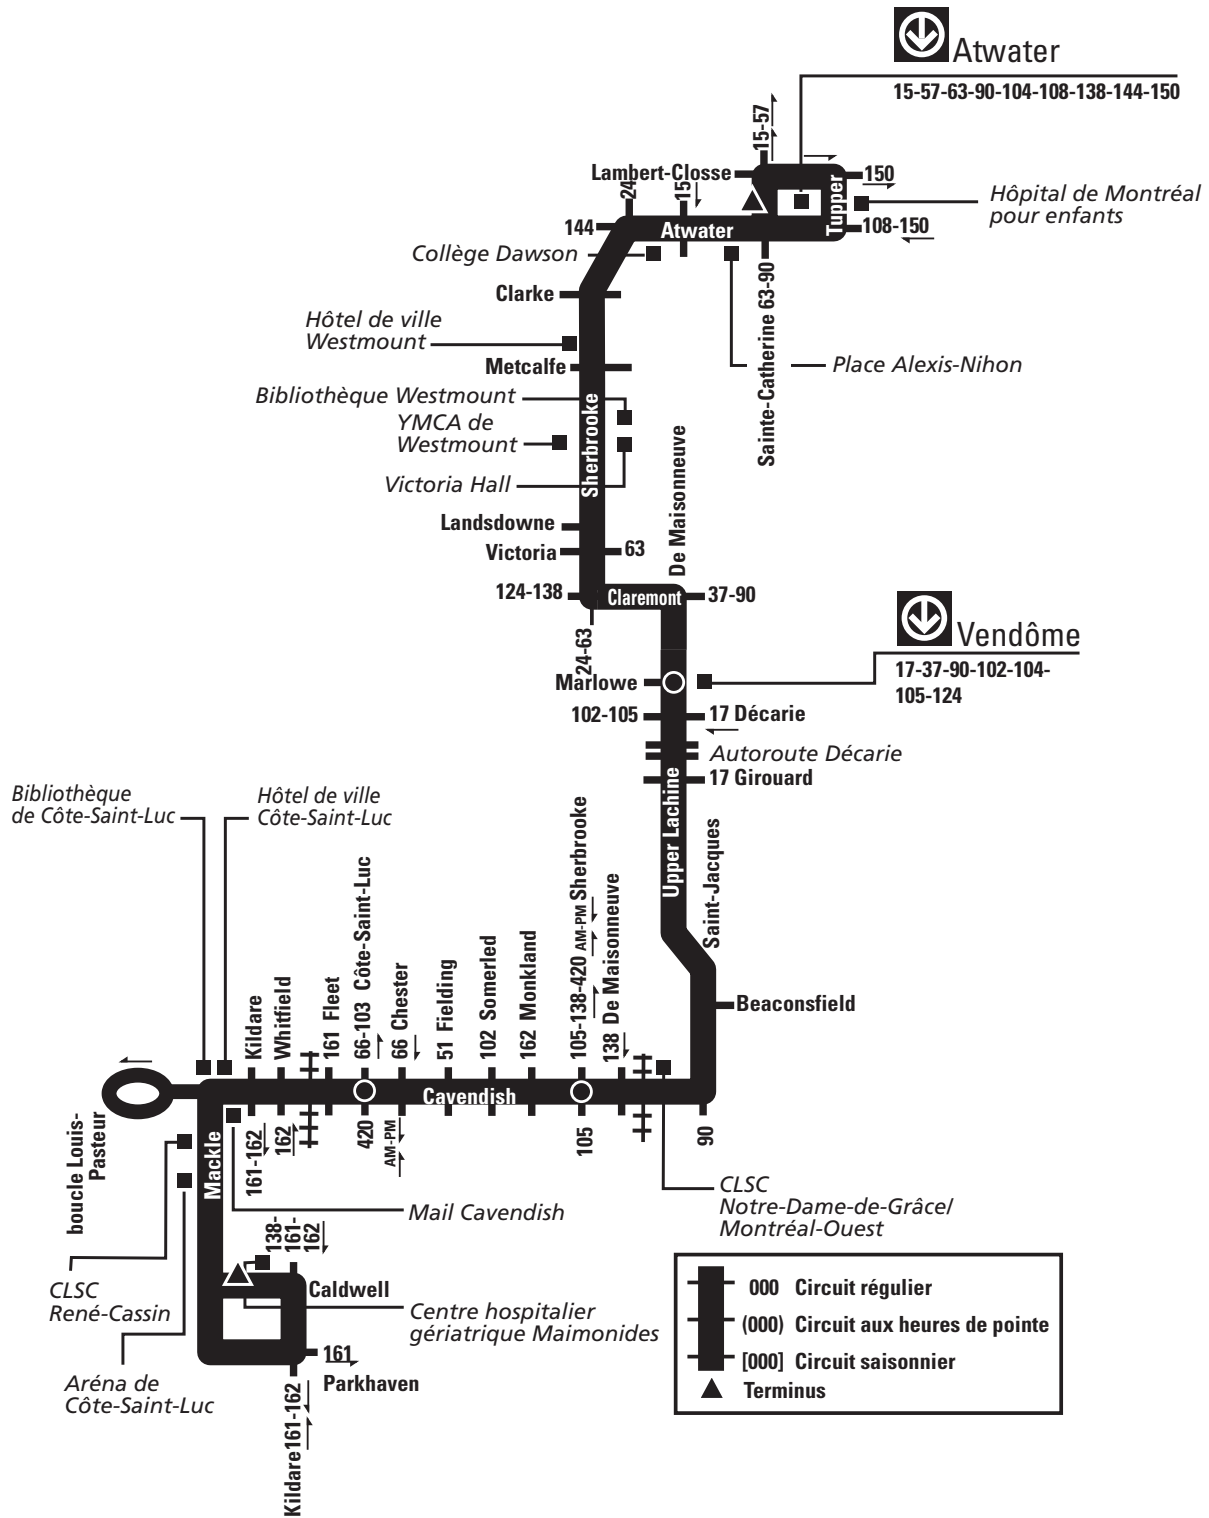 Atwater
15-57-63-90-104-108-138-144-150
15-57
Lambert-Closse
150
24
15
Tupper
Hôpital de Montréal
pour enfants
144
Atwater
108-150
Collège Dawson
Clarke
Sainte-Catherine 63-90
Hôtel de ville
Westmount
Metcalfe
Place Alexis-Nihon
Bibliothèque Westmount
YMCA de
Westmount
Sherbrooke
Victoria Hall
De Maisonneuve
Landsdowne
Victoria
63
124-138
Claremont
37-90
24-63
Vendôme
17-37-90-102-104-
105-124
Marlowe
102-105
17 Décarie
Autoroute Décarie
17 Girouard
Upper Lachine
Saint-Jacques
Bibliothèque
de Côte-Saint-Luc
Hôtel de ville
Côte-Saint-Luc
Kildare
Whitfield
161 Fleet
66-103 Côte-Saint-Luc
66 Chester
51 Fielding
102 Somerled
162 Monkland
105-138-420 AM-PM Sherbrooke
138 De Maisonneuve
Beaconsfield
Cavendish
boucle Louis-
Pasteur
Mackle
161-162
162
420
AM-PM
105
90
CLSC
Notre-Dame-de-Grâce/
Montréal-Ouest
Mail Cavendish
138-
161-
162
CLSC
René-Cassin
Caldwell
Centre hospitalier
gériatrique Maimonides
161
Parkhaven
Aréna de
Côte-Saint-Luc
Kildare161-162
000 Circuit régulier
(000) Circuit aux heures de pointe
[000] Circuit saisonnier
Terminus